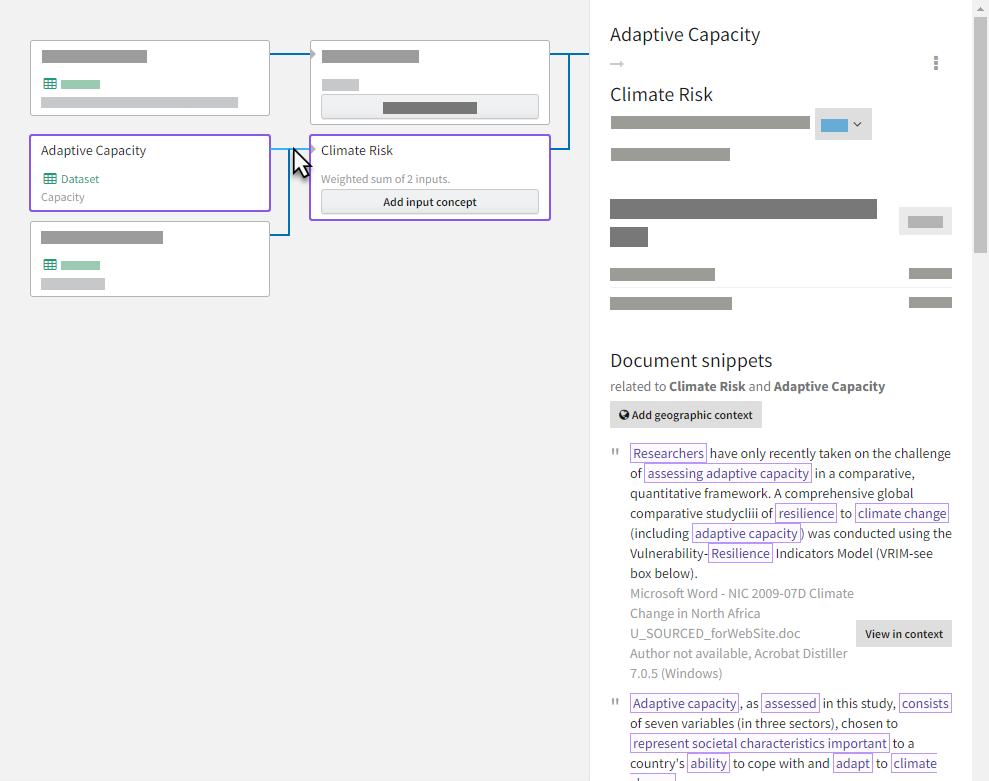 Adaptive Capacity
Dataset
Capacity
Climate Risk
Weighted sum of 2 inputs.
Add input concept
Adaptive Capacity
→
Climate Risk
Document snippets
related to Climate Risk and Adaptive Capacity
Add geographic context
" Researchers have only recently taken on the challenge
of assessing adaptive capacity in a comparative,
quantitative framework. A comprehensive global
comparative studycliii of resilience to climate change
(including adaptive capacity) was conducted using the
Vulnerability-Resilience Indicators Model (VRIM-see
box below).
Microsoft Word - NIC 2009-07D Climate
Change in North Africa
U_SOURCED_forWebSite.doc
Author not available, Acrobat Distiller
7.0.5 (Windows)
View in context
" Adaptive capacity, as assessed in this study, consists
of seven variables (in three sectors), chosen to
represent societal characteristics important to a
country's ability to cope with and adapt to climate